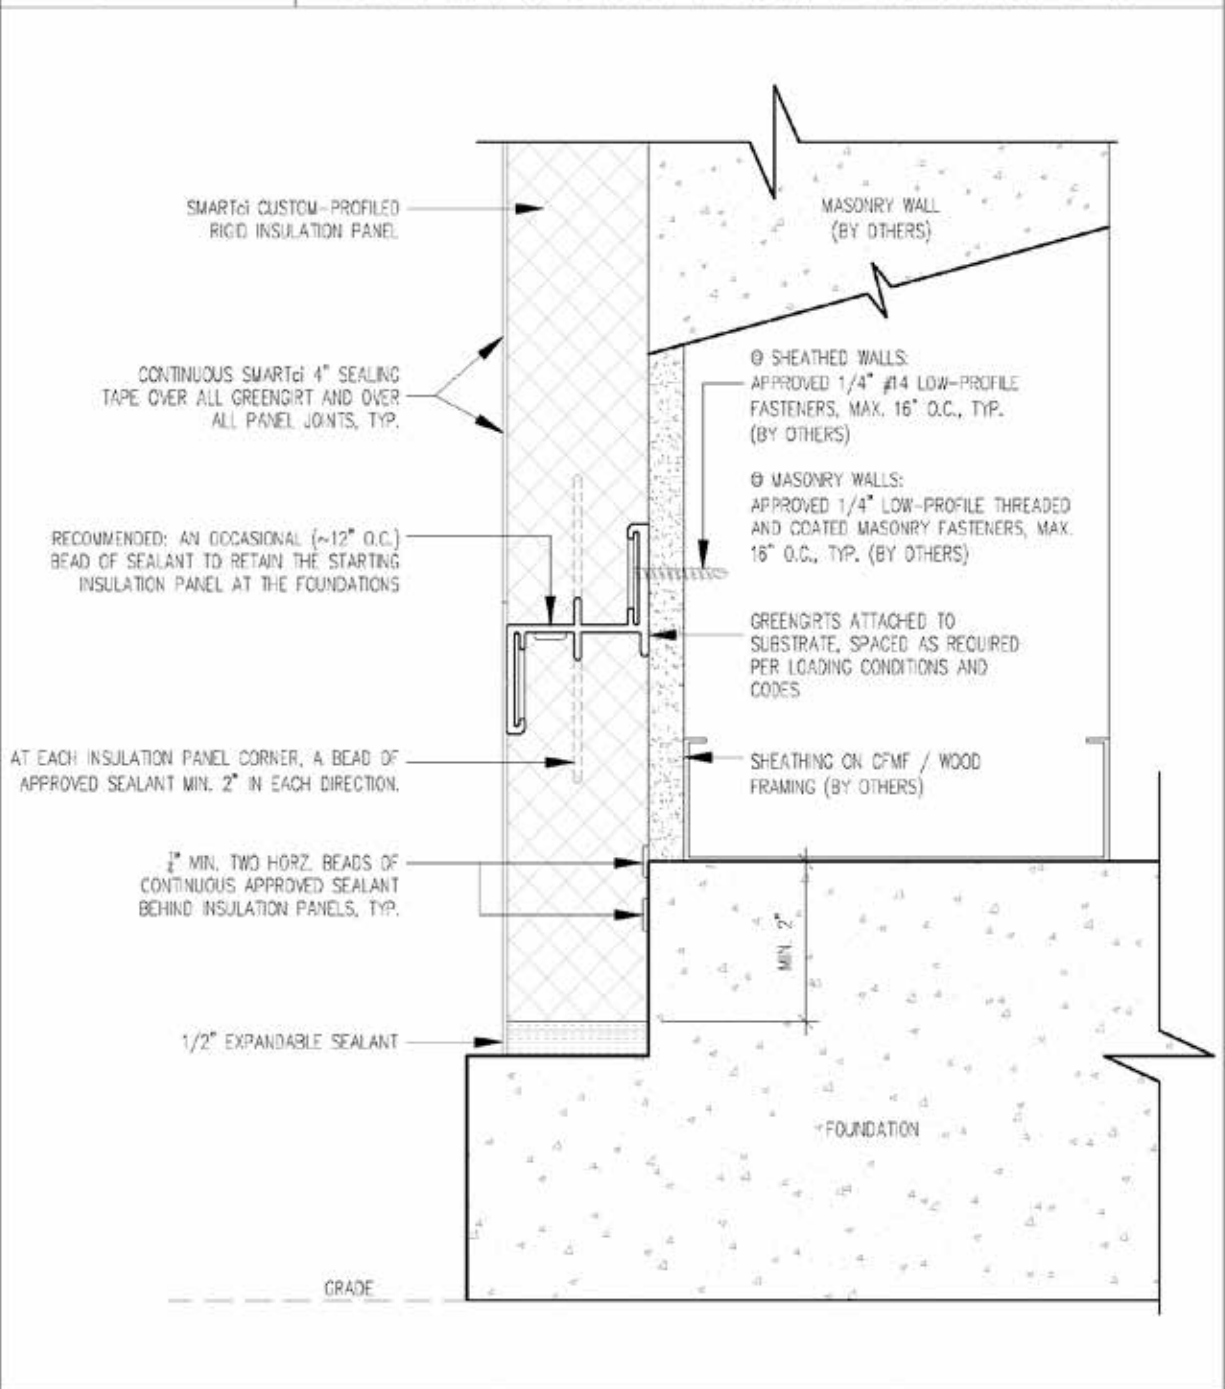 SMARTci CUSTOM-PROFILED
RIGID INSULATION PANEL
MASONRY WALL
(BY OTHERS)
CONTINUOUS SMARTci 4" SEALING
TAPE OVER ALL GREENGIRT AND OVER
ALL PANEL JOINTS, TYP.
@ SHEATHED WALLS:
APPROVED 1/4" #14 LOW-PROFILE
FASTENERS, MAX. 16" O.C., TYP.
(BY OTHERS)
@ MASONRY WALLS:
APPROVED 1/4" LOW-PROFILE THREADED
AND COATED MASONRY FASTENERS, MAX.
16" O.C., TYP. (BY OTHERS)
RECOMMENDED: AN OCCASIONAL (~12" O.C.)
BEAD OF SEALANT TO RETAIN THE STARTING
INSULATION PANEL AT THE FOUNDATIONS
GREENGIRTS ATTACHED TO
SUBSTRATE, SPACED AS REQUIRED
PER LOADING CONDITIONS AND
CODES
AT EACH INSULATION PANEL CORNER, A BEAD OF
APPROVED SEALANT MIN. 2" IN EACH DIRECTION.
SHEATHING ON CFMF / WOOD
FRAMING (BY OTHERS)
MIN. TWO HORZ. BEADS OF
CONTINUOUS APPROVED SEALANT
BEHIND INSULATION PANELS, TYP.
MIN. 2"
1/2" EXPANDABLE SEALANT
FOUNDATION
GRADE